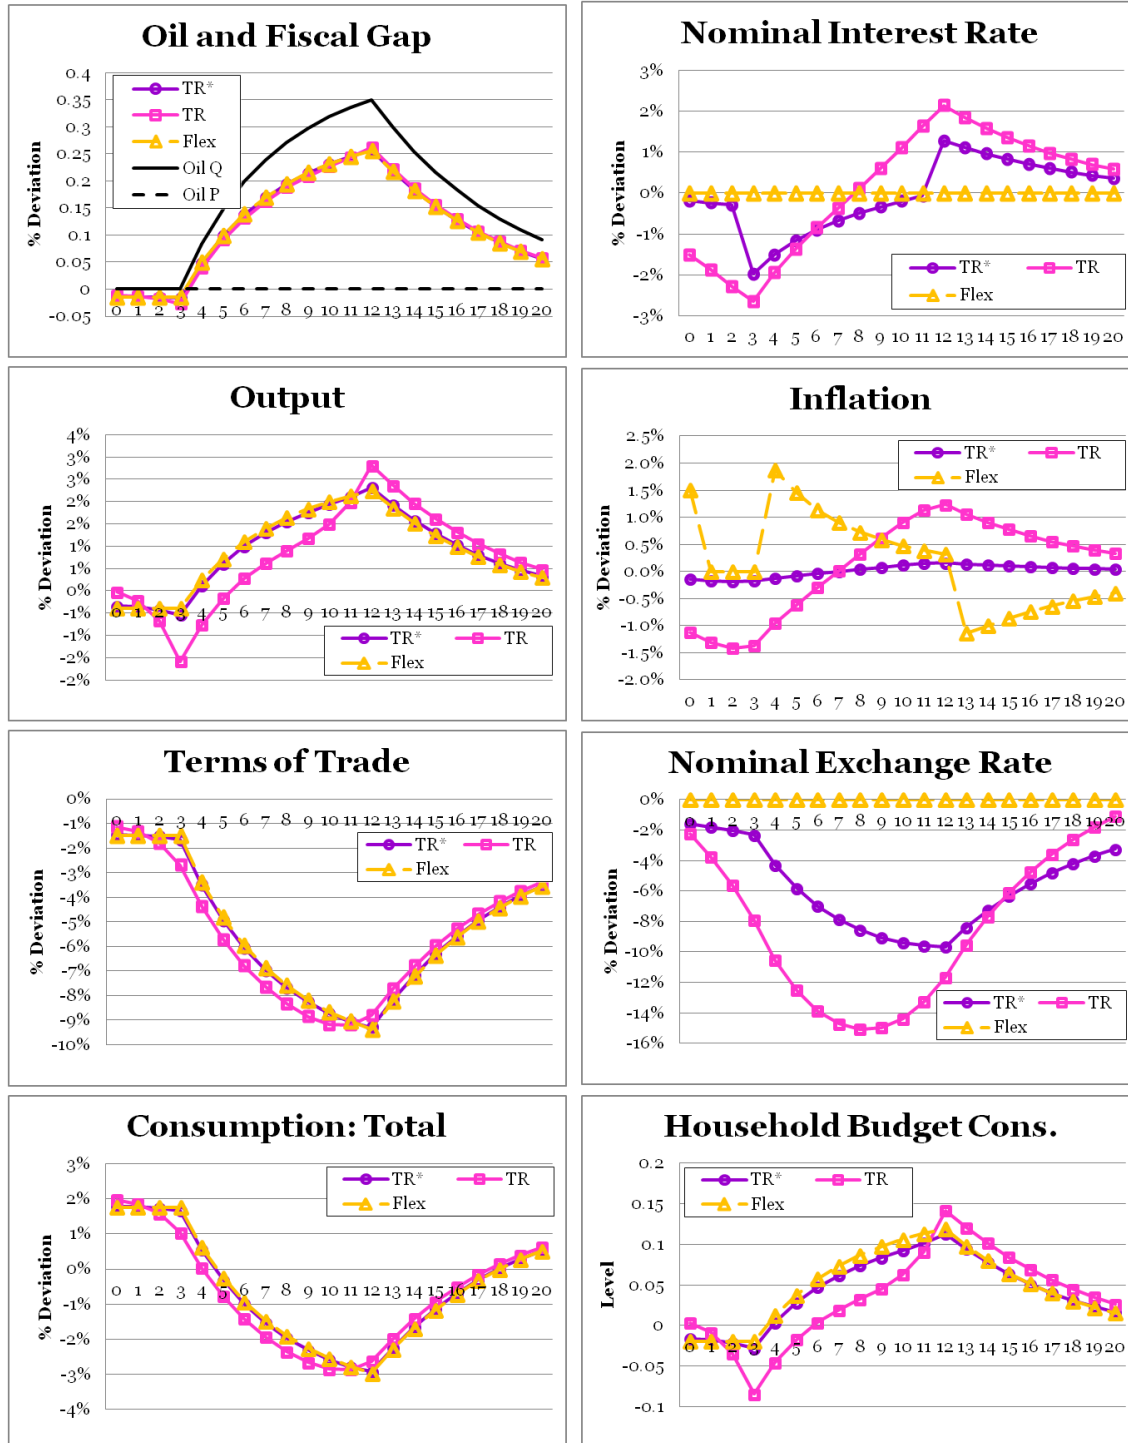 Oil and Fiscal Gap
0.4
0.35
0.3
0.25
0.2
0.15
0.1
0.05
0
-0.05
% Deviation
TR*
TR
Flex
Oil Q
Oil P
0 1 2 3 4 5 6 7 8 9 10 11 12 13 14 15 16 17 18 19 20
Nominal Interest Rate
3%
2%
1%
0%
-1%
-2%
-3%
% Deviation
TR* TR
Flex
0 1 2 3 4 5 6 7 8 9 10 11 12 13 14 15 16 17 18 19 20
Output
4%
3%
3%
2%
2%
1%
1%
0%
-1%
-1%
-2%
-2%
% Deviation
0 1 2 3 4 5 6 7 8 9 10 11 12 13 14 15 16 17 18 19 20
TR* TR
Flex
Inflation
2.5%
2.0%
1.5%
1.0%
0.5%
0.0%
-0.5%
-1.0%
-1.5%
-2.0%
% Deviation
TR* TR
Flex
0 1 2 3 4 5 6 7 8 9 10 11 12 13 14 15 16 17 18 19 20
Terms of Trade
0%
-1%
-2%
-3%
-4%
-5%
-6%
-7%
-8%
-9%
-10%
% Deviation
0 1 2 3 4 5 6 7 8 9 10 11 12 13 14 15 16 17 18 19 20
TR* TR
Flex
Nominal Exchange Rate
0%
-2%
-4%
-6%
-8%
-10%
-12%
-14%
-16%
% Deviation
0 1 2 3 4 5 6 7 8 9 10 11 12 13 14 15 16 17 18 19 20
TR* TR
Flex
Consumption: Total
3%
2%
1%
0%
-1%
-2%
-3%
-4%
% Deviation
TR* TR
Flex
0 1 2 3 4 5 6 7 8 9 10 11 12 13 14 15 16 17 18 19 20
Household Budget Cons.
0.2
0.15
0.1
0.05
0
-0.05
-0.1
Level
TR* TR
Flex
0 1 2 3 4 5 6 7 8 9 10 11 12 13 14 15 16 17 18 19 20